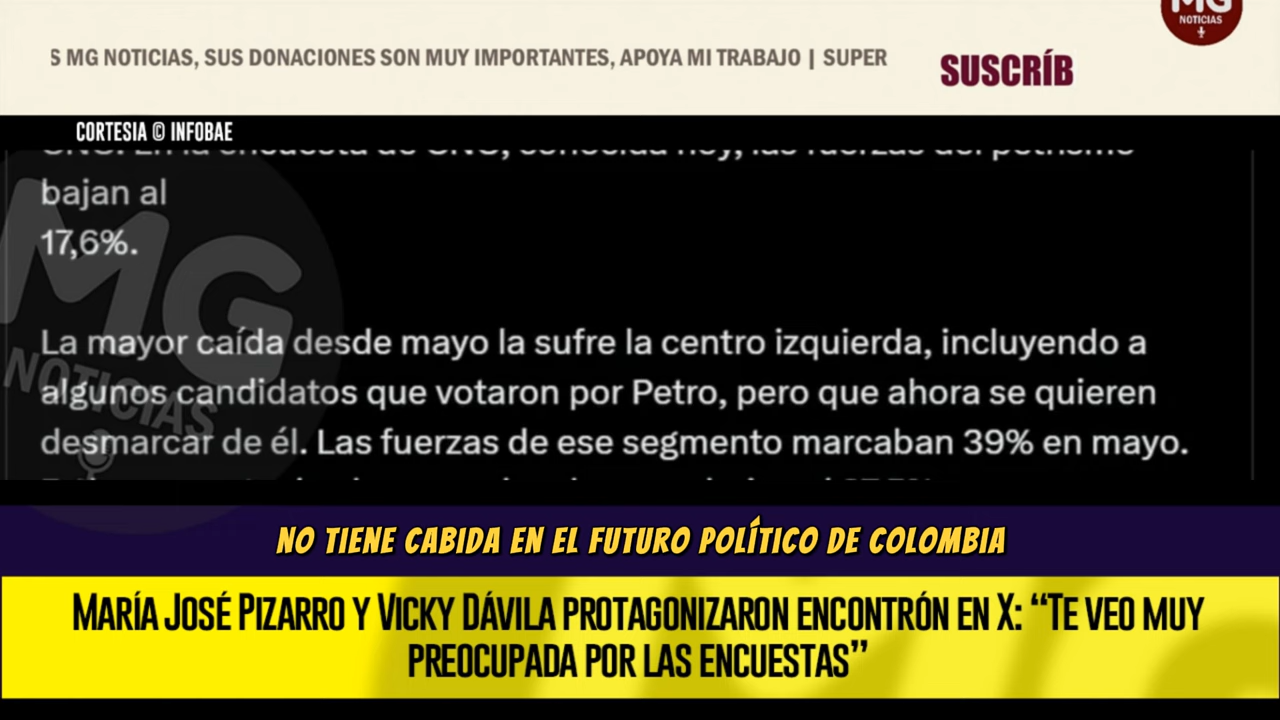 MG
NOTICIAS
S MG NOTICIAS, SUS DONACIONES SON MUY IMPORTANTES, APOYA MI TRABAJO | SUPER
SUSCRÍB
CORTESIA © INFOBAE
bajan al
17,6%.
La mayor caída desde mayo la sufre la centro izquierda, incluyendo a
algunos candidatos que votaron por Petro, pero que ahora se quieren
desmarcar de él. Las fuerzas de ese segmento marcaban 39% en mayo.
MG
NOTICIAS
NO TIENE CABIDA EN EL FUTURO POLÍTICO DE COLOMBIA
MARÍA JOSÉ PIZARRO Y VICKY DÁVILA PROTAGONIZARON ENCONTRÓN EN X: “TE VEO MUY
PREOCUPADA POR LAS ENCUESTAS”